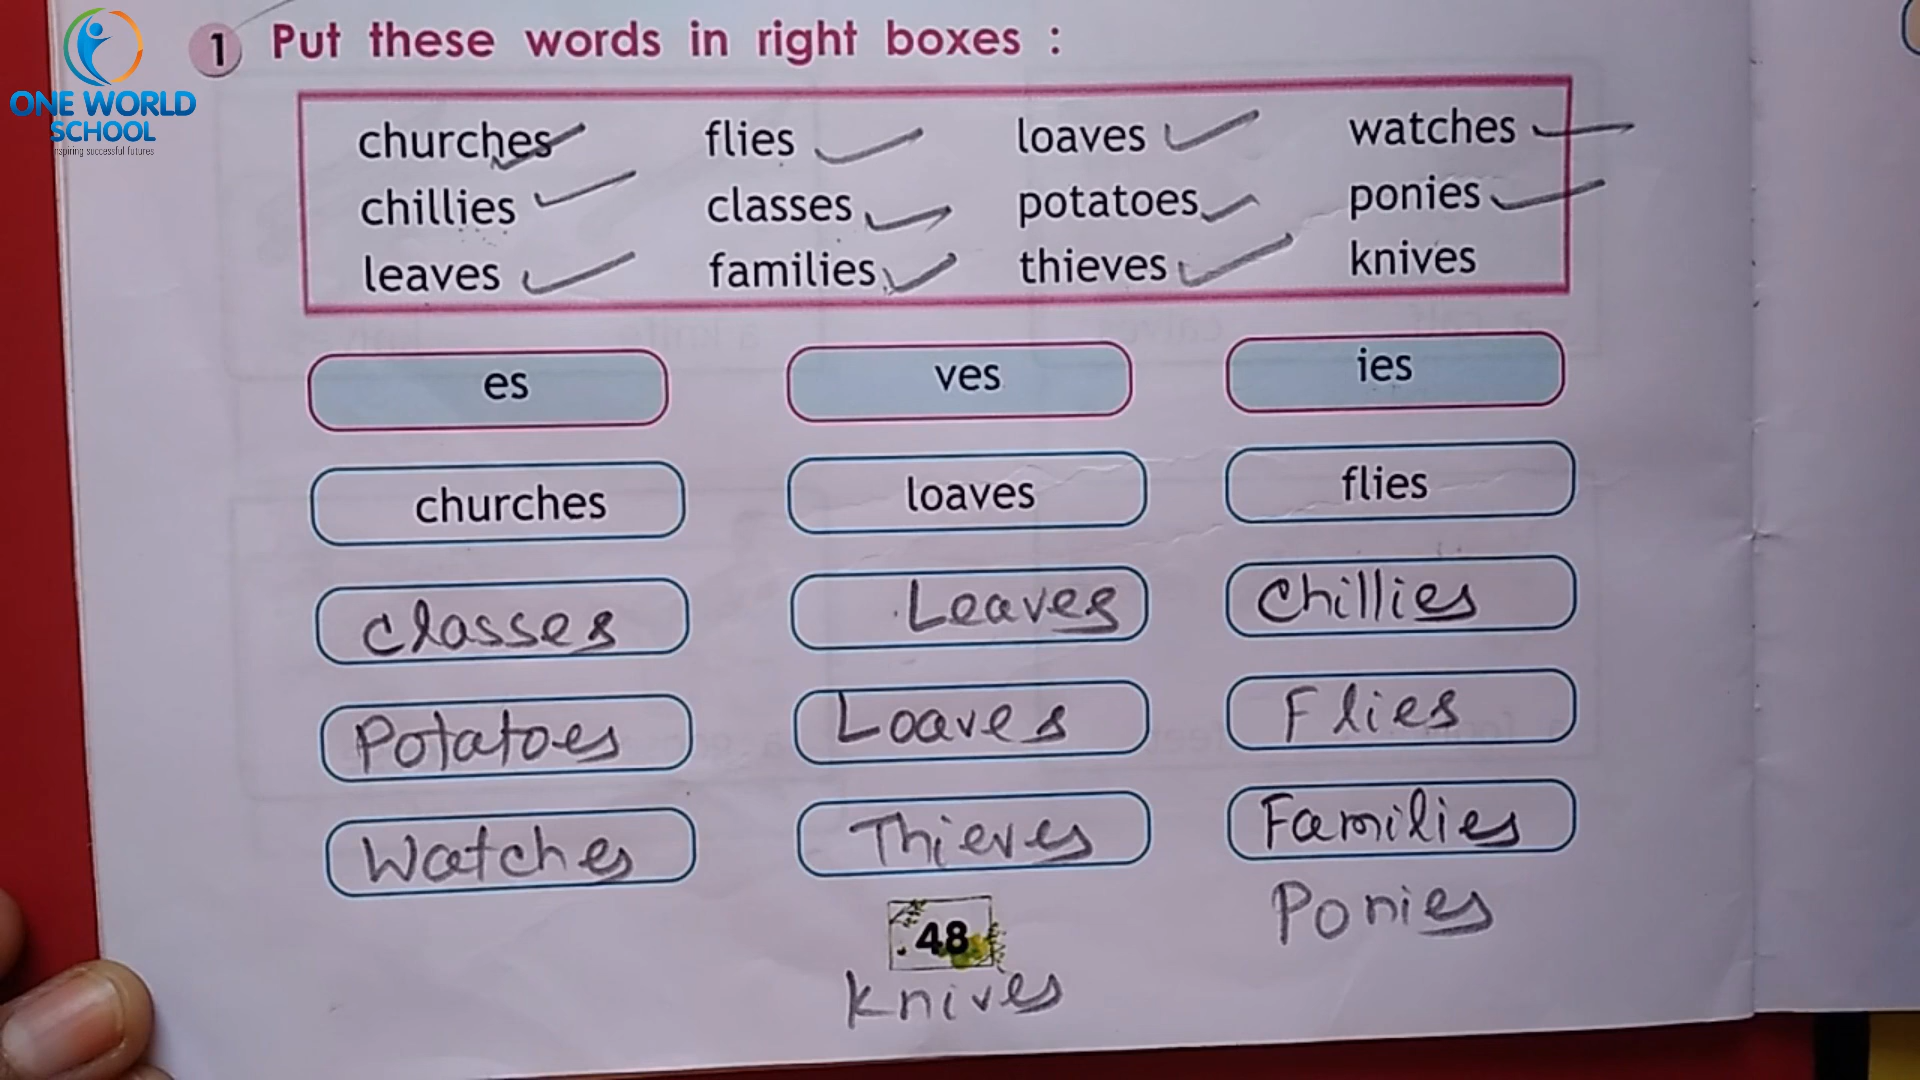 ONE WORLD
SCHOOL
nspiring successful futures
1 Put these words in right boxes :
churches flies loaves watches
chillies classes potatoes ponies
leaves families thieves knives
es ves ies
churches loaves flies
classes Leaves Chillies
Potatoes Loaves Flies
Watches Thieves Families
48 Ponies
Knives